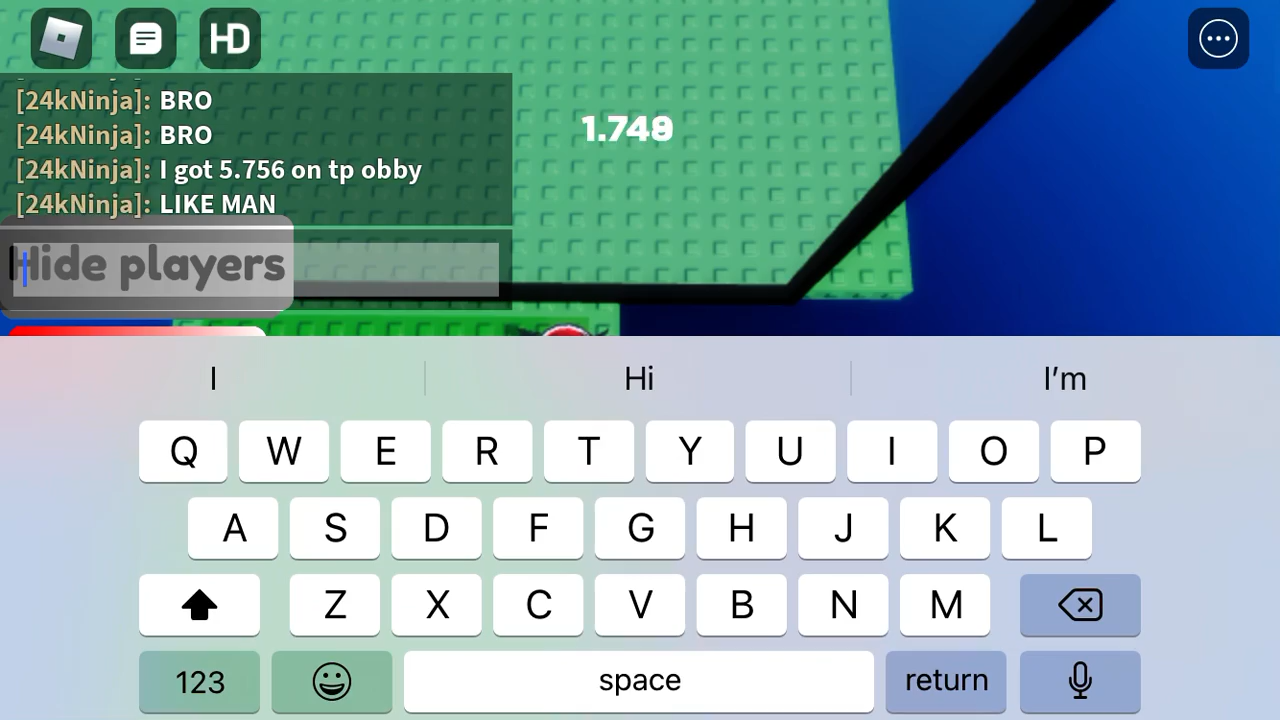 HD
[24kNinja]: BRO
[24kNinja]: BRO
[24kNinja]: I got 5.756 on tp obby
[24kNinja]: LIKE MAN
1.749
Hide players
I Hi I’m
Q W E R T Y U I O P
A S D F G H J K L
Z X C V B N M
123 space return